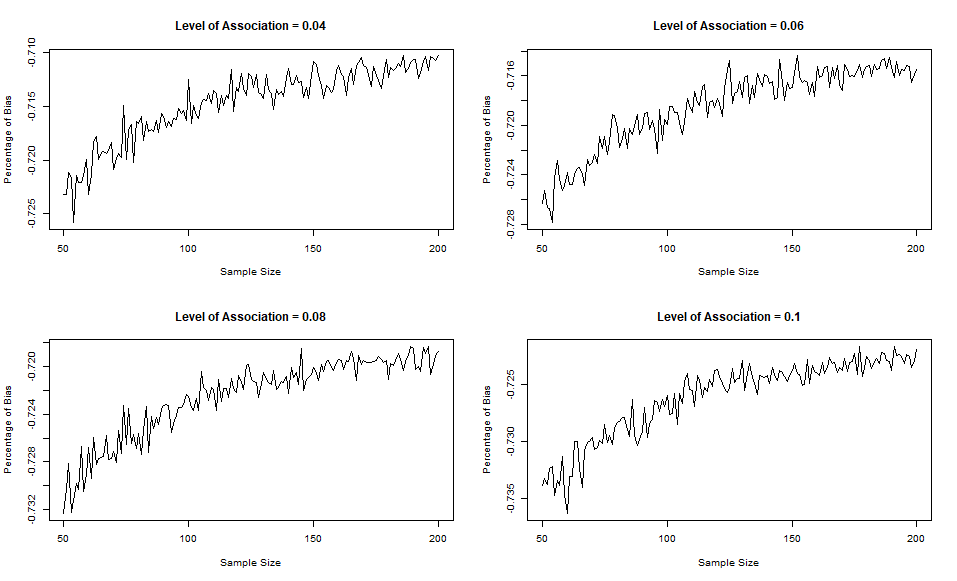 Level of Association = 0.04
Percentage of Bias
-0.710
-0.715
-0.720
-0.725
50
100
150
200
Sample Size
Level of Association = 0.06
Percentage of Bias
-0.716
-0.720
-0.724
-0.728
50
100
150
200
Sample Size
Level of Association = 0.08
Percentage of Bias
-0.720
-0.724
-0.728
-0.732
50
100
150
200
Sample Size
Level of Association = 0.1
Percentage of Bias
-0.725
-0.730
-0.735
50
100
150
200
Sample Size